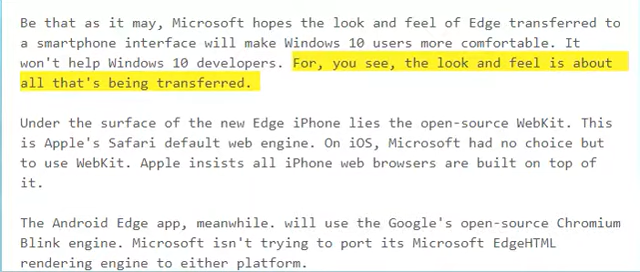 Be that as it may, Microsoft hopes the look and feel of Edge transferred to
a smartphone interface will make Windows 10 users more comfortable. It
won't help Windows 10 developers. For, you see, the look and feel is about
all that's being transferred.
Under the surface of the new Edge iPhone lies the open-source WebKit. This
is Apple's Safari default web engine. On iOS, Microsoft had no choice but
to use WebKit. Apple insists all iPhone web browsers are built on top of
it.
The Android Edge app, meanwhile. will use the Google's open-source Chromium
Blink engine. Microsoft isn't trying to port its Microsoft EdgeHTML
rendering engine to either platform.